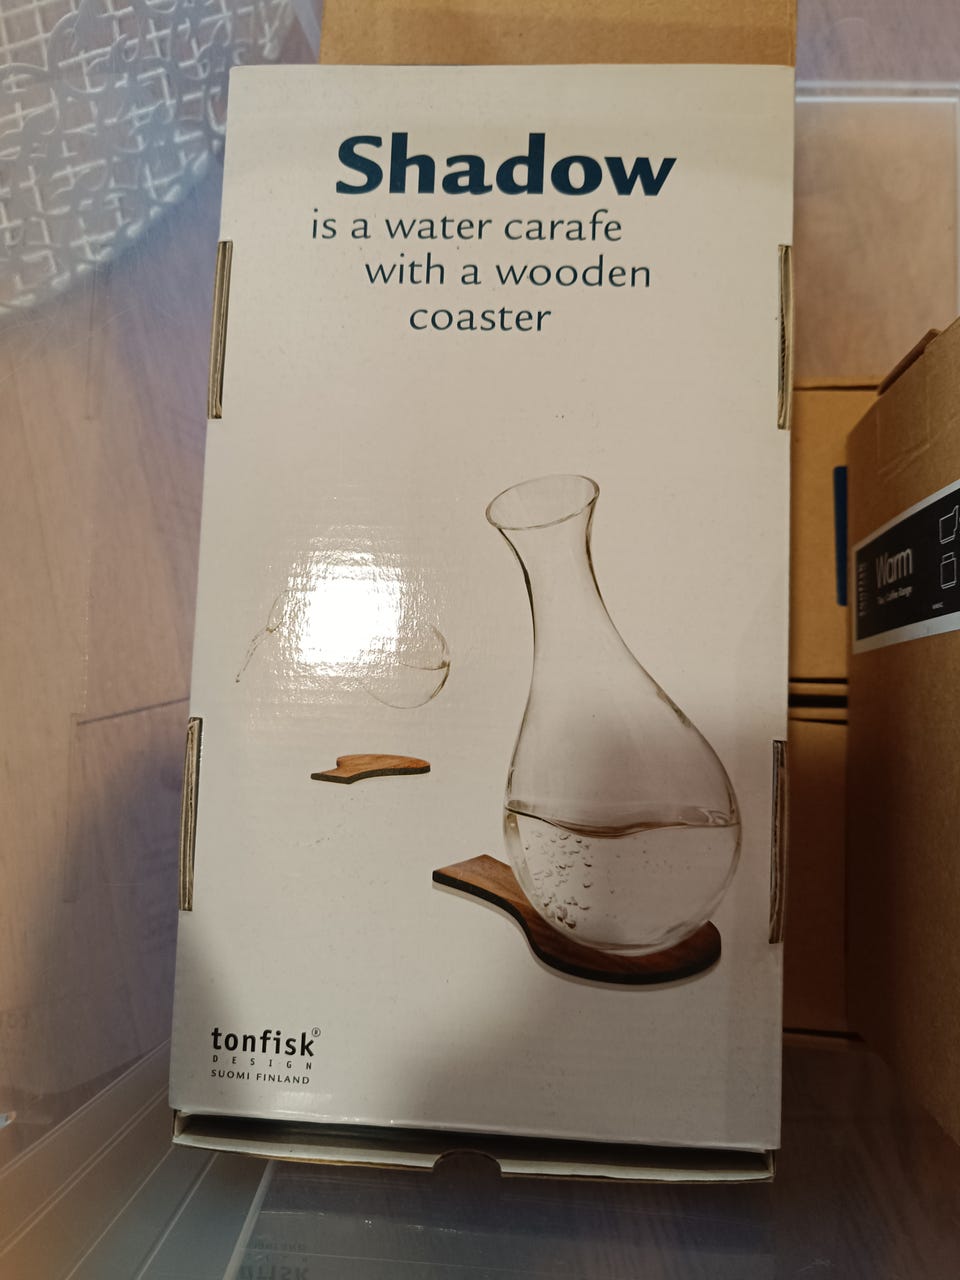 Shadow
is a water carafe
with a wooden
coaster
tonfisk®
DESIGN
SUOMI FINLAND
Warm